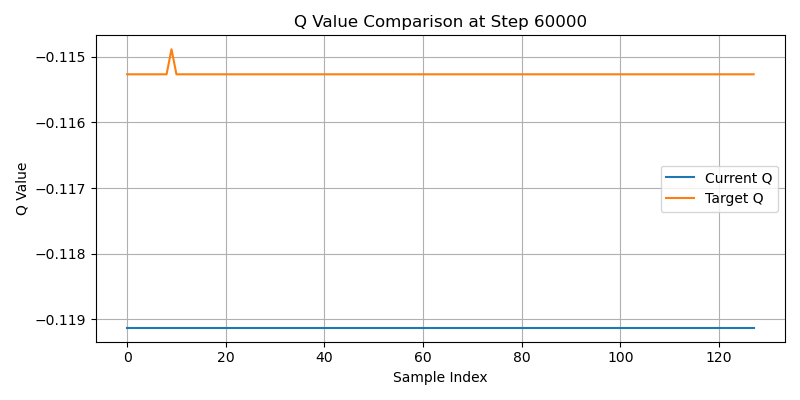 Q Value Comparison at Step 60000
Q Value
−0.115
−0.116
−0.117
−0.118
−0.119
Current Q
Target Q
0
20
40
60
80
100
120
Sample Index